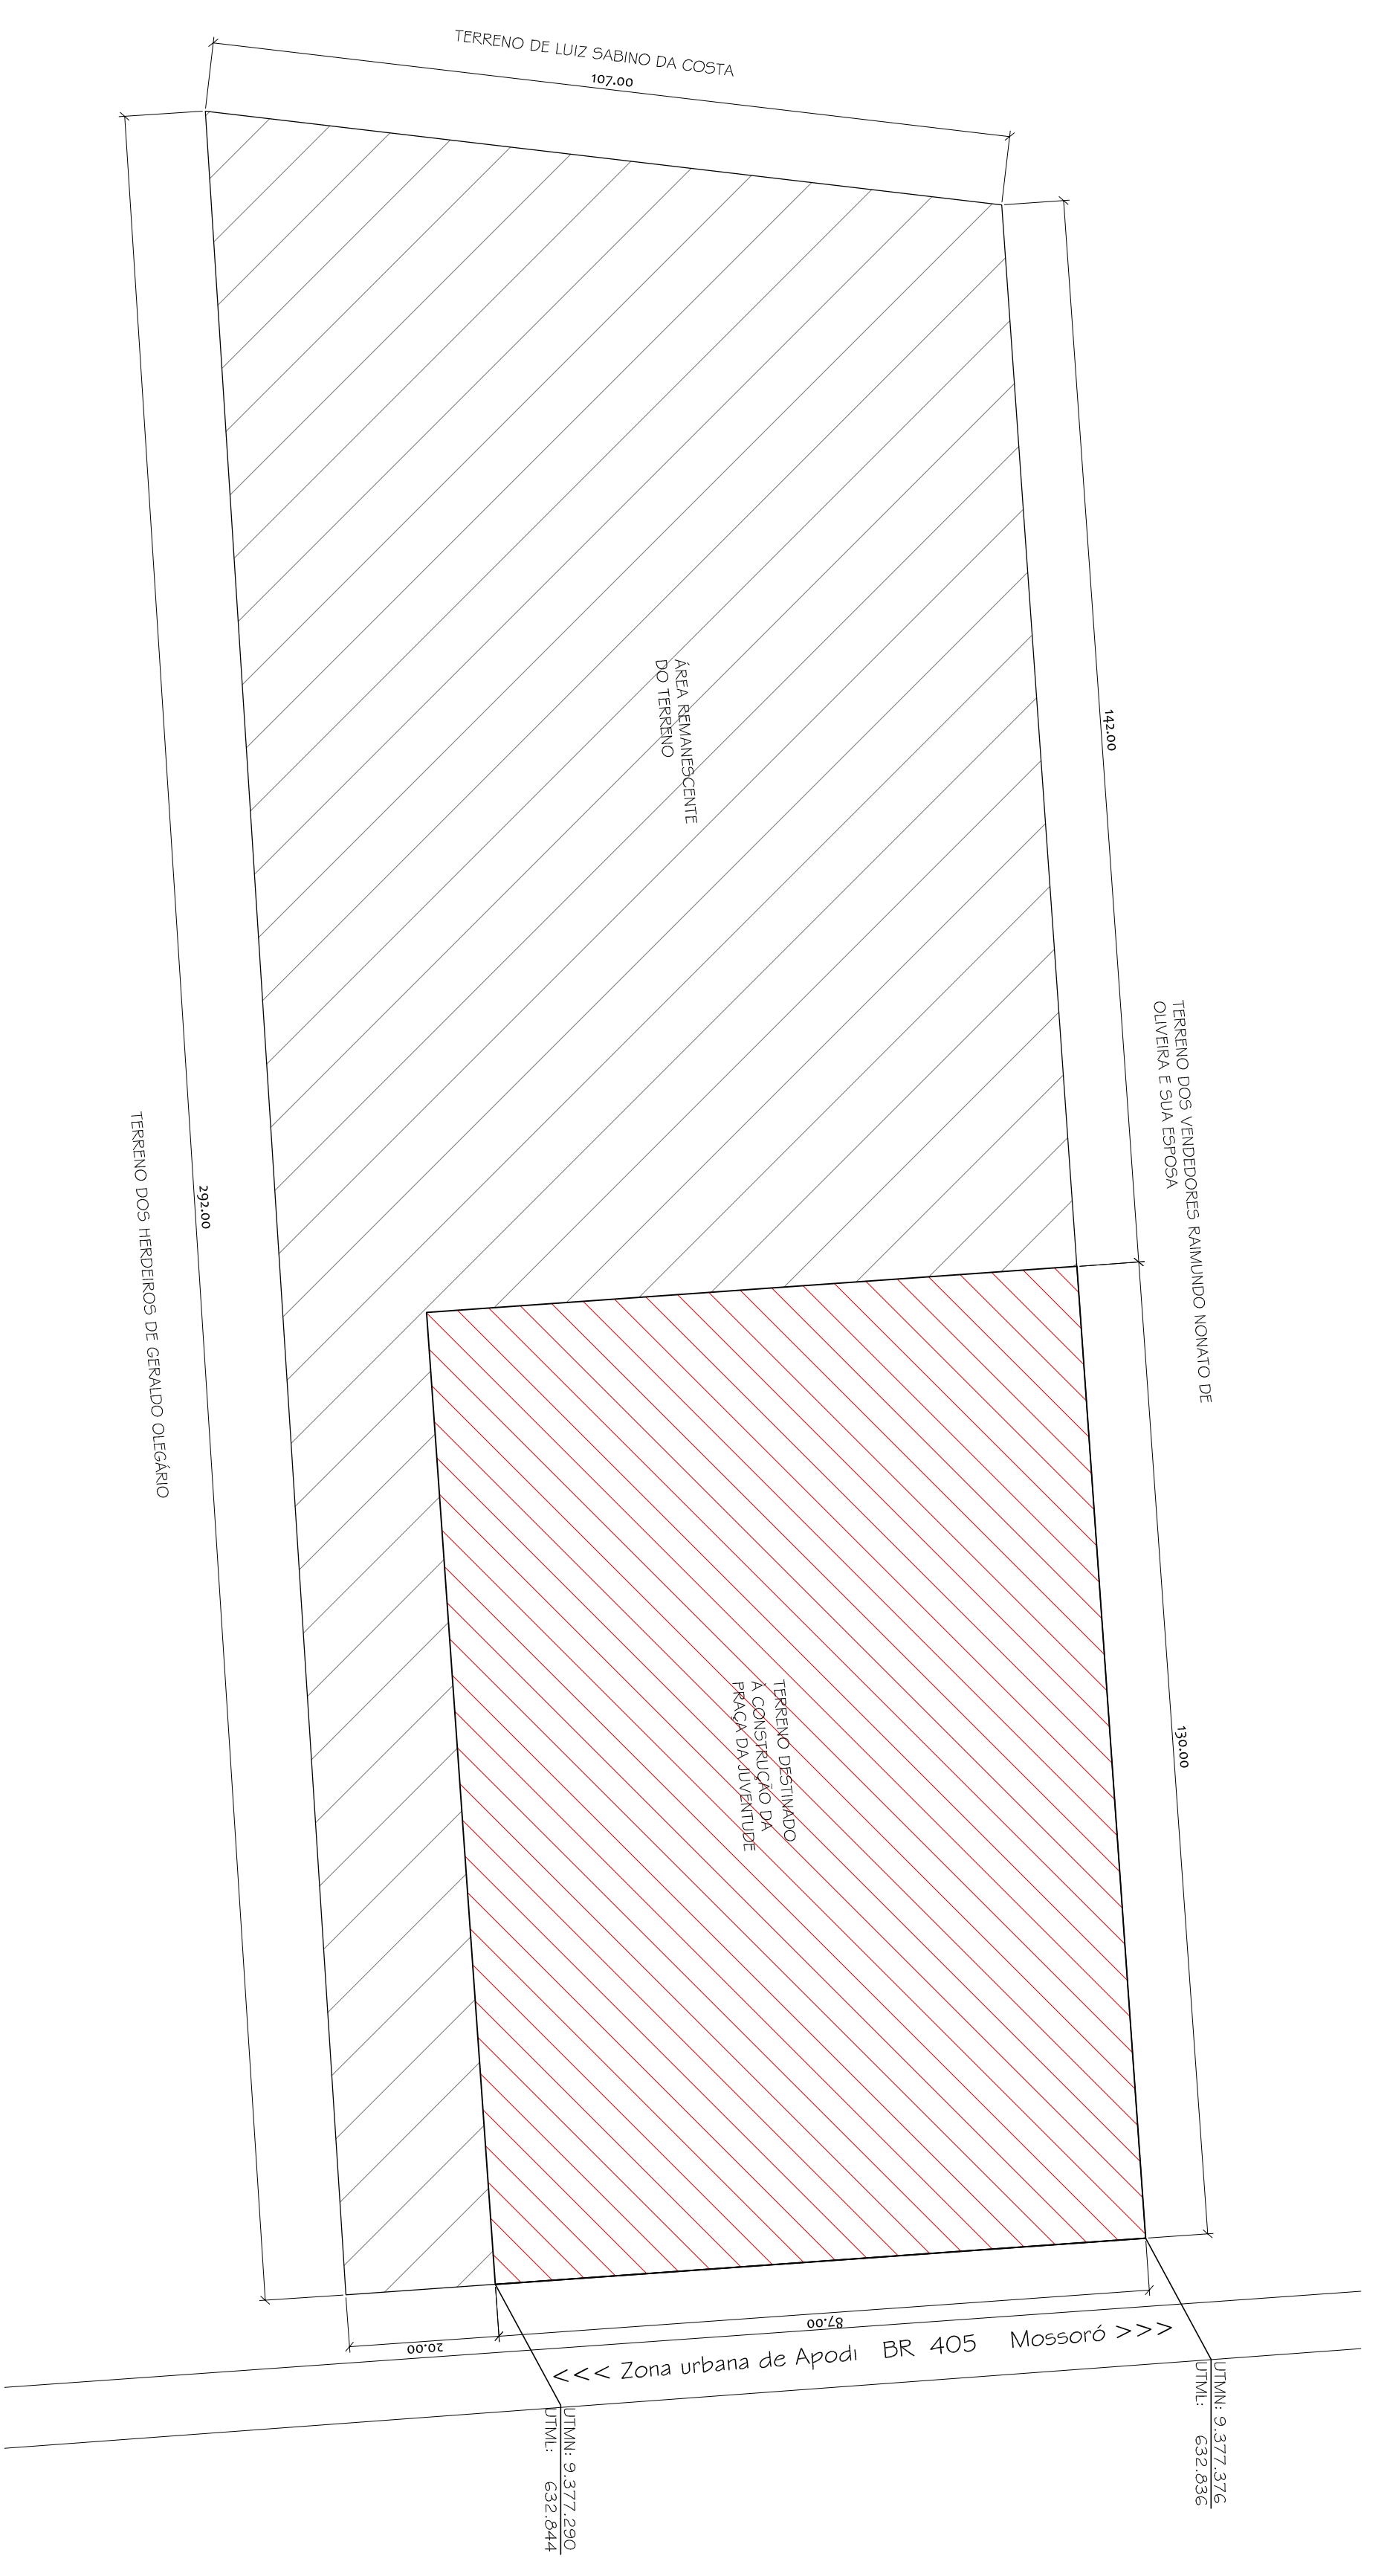 TERRENO DE LUIZ SABINO DA COSTA
107.00
142.00
ÁREA REMANESCENTE
DO TERRENO
TERRENO DOS VENDEDORES RAIMUNDO NONATO DE
OLIVEIRA E SUA ESPOSA
292.00
TERRENO DOS HERDEIROS DE GERALDO OLEGÁRIO
130.00
TERRENO DESTINADO
À CONSTRUÇÃO DA
PRAÇA DA JUVENTUDE
87.00
20.00
<<< Zona urbana de Apodi BR 405 Mossoró >>>
UTMN: 9.377.376
UTML: 632.836
UTMN: 9.377.290
UTML: 632.844